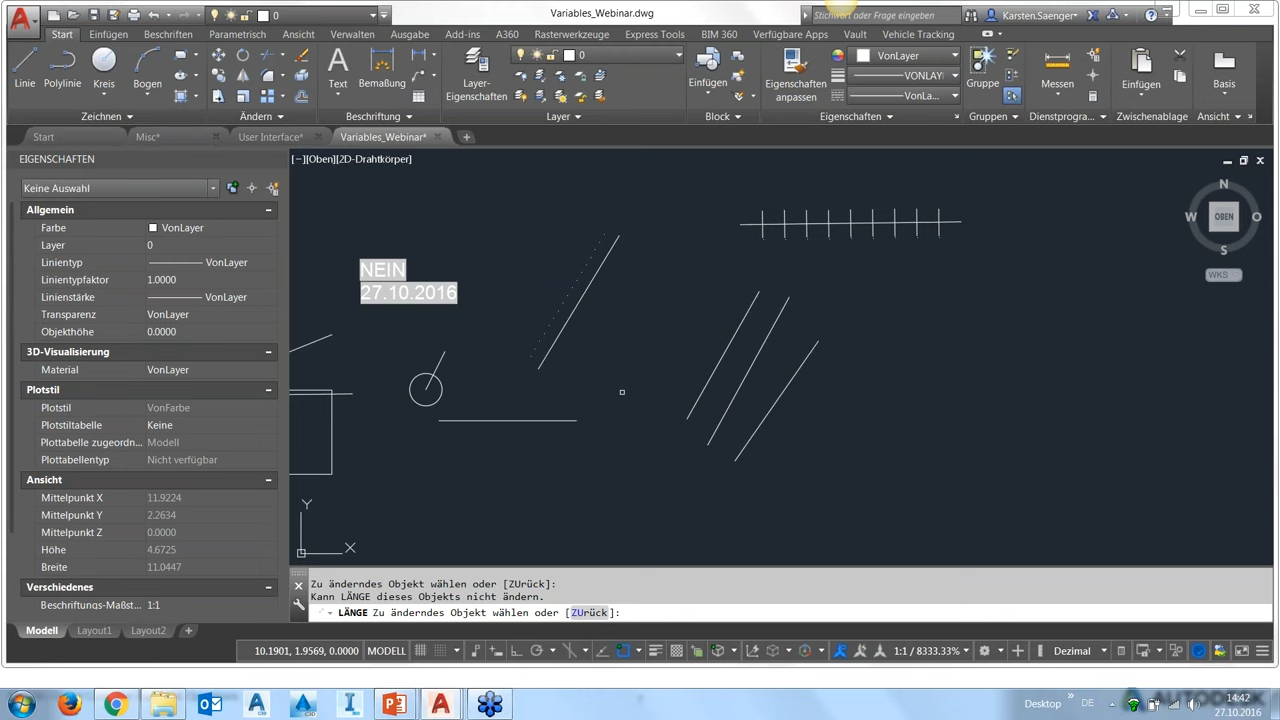 0
Variables_Webinar.dwg
Stichwort oder Frage eingeben
Karsten.Saenger
Start
Einfügen
Beschriften
Parametrisch
Ansicht
Verwalten
Ausgabe
Add-ins
A360
Rasterwerkzeuge
Express Tools
BIM 360
Verfügbare Apps
Vault
Vehicle Tracking
Linie
Polylinie
Kreis
Bogen
Text
Bemaßung
Layer-
Eigenschaften
0
Einfügen
Eigenschaften
anpassen
VonLayer
VONLAY
VonLa...
Gruppe
Messen
Einfügen
Basis
Zeichnen
Ändern
Beschriftung
Layer
Block
Eigenschaften
Gruppen
Dienstprogram...
Zwischenablage
Ansicht
Start
Misc*
User Interface*
Variables_Webinar*
EIGENSCHAFTEN
[−][Oben][2D-Drahtkörper]
Keine Auswahl
Allgemein
Farbe VonLayer
Layer 0
Linientyp VonLayer
Linientypfaktor 1.0000
Linienstärke VonLayer
Transparenz VonLayer
Objekthöhe 0.0000
3D-Visualisierung
Material VonLayer
Plotstil
Plotstil VonFarbe
Plotstiltabelle Keine
Plottabelle zugeordn... Modell
Plottabellentyp Nicht verfügbar
Ansicht
Mittelpunkt X 11.9224
Mittelpunkt Y 2.2634
Mittelpunkt Z 0.0000
Höhe 4.6725
Breite 11.0447
Verschiedenes
Beschriftungs-Maßst... 1:1
NEIN
27.10.2016
N
W OBEN O
S
WKS
Y
X
Zu änderndes Objekt wählen oder [ZUrück]:
Kann LÄNGE dieses Objekts nicht ändern.
LÄNGE Zu änderndes Objekt wählen oder [ZUrück]:
Modell
Layout1
Layout2
10.1901, 1.9569, 0.0000
MODELL
1:1 / 8333.33%
Dezimal
Desktop
DE
14:42
27.10.2016